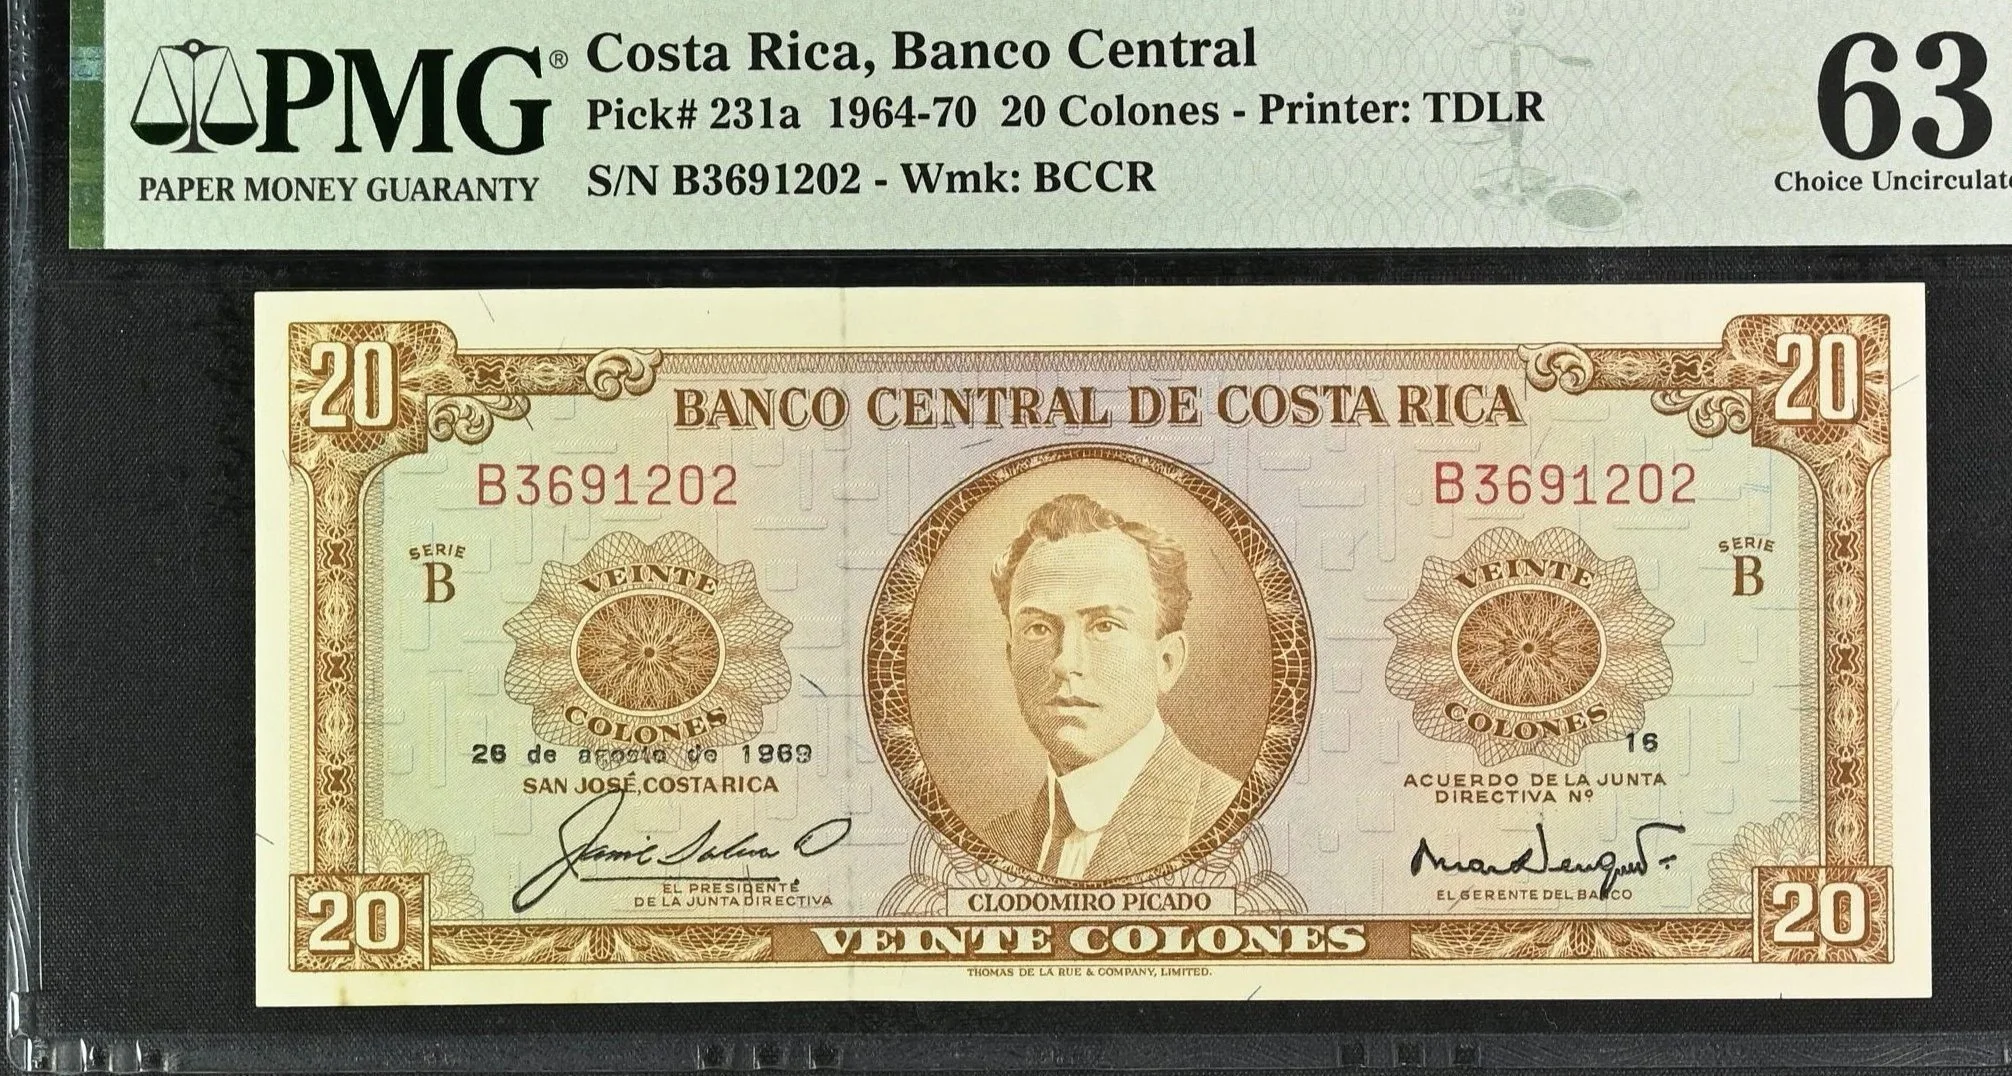 PMG®
PAPER MONEY GUARANTY
Costa Rica, Banco Central
Pick# 231a 1964-70 20 Colones - Printer: TDLR
S/N B3691202 - Wmk: BCCR
63
Choice Uncirculate
20
20
BANCO CENTRAL DE COSTA RICA
B3691202
B3691202
SERIE
B
SERIE
B
VEINTE
COLONES
VEINTE
COLONES
26 de agosto de 1969
SAN JOSÉ, COSTA RICA
16
ACUERDO DE LA JUNTA
DIRECTIVA Nº
EL PRESIDENTE
DE LA JUNTA DIRECTIVA
EL GERENTE DEL BANCO
CLODOMIRO PICADO
20
VEINTE COLONES
20
THOMAS DE LA RUE & COMPANY, LIMITED.